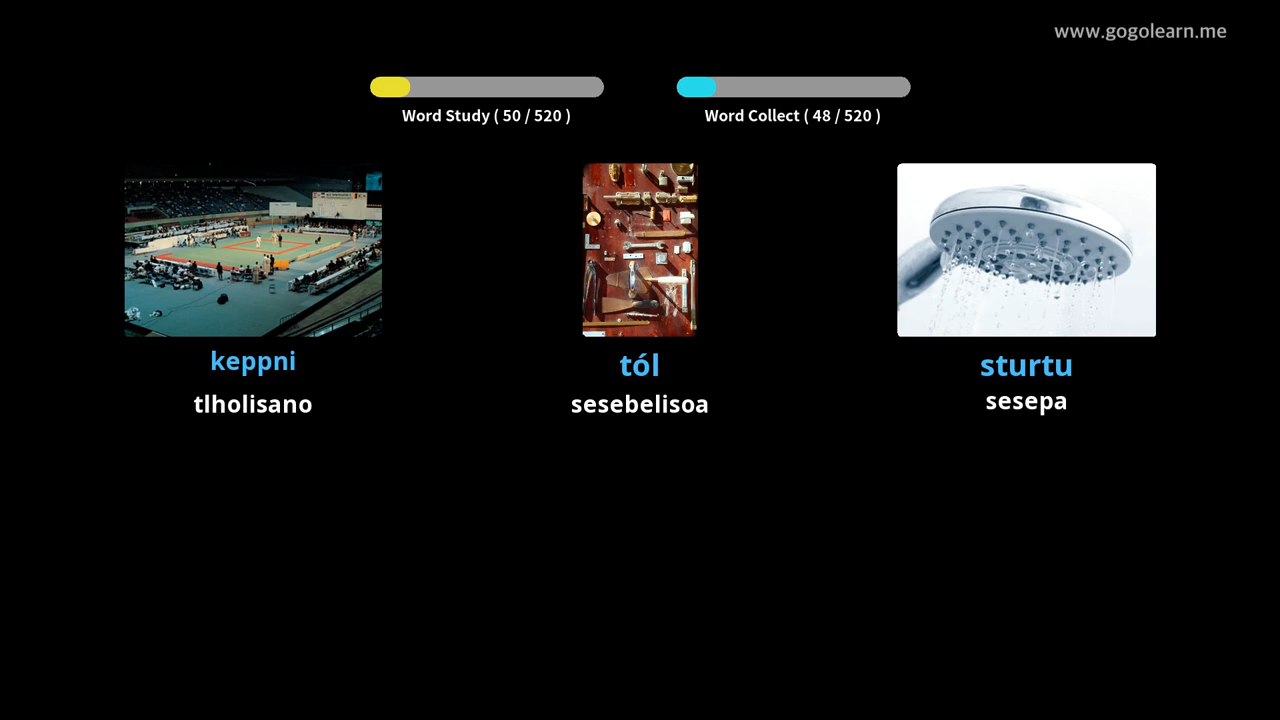 www.gogolearn.me
Word Study ( 50 / 520 )
Word Collect ( 48 / 520 )
keppni
tól
sturtu
tlholisano
sesebelisoa
sesepa